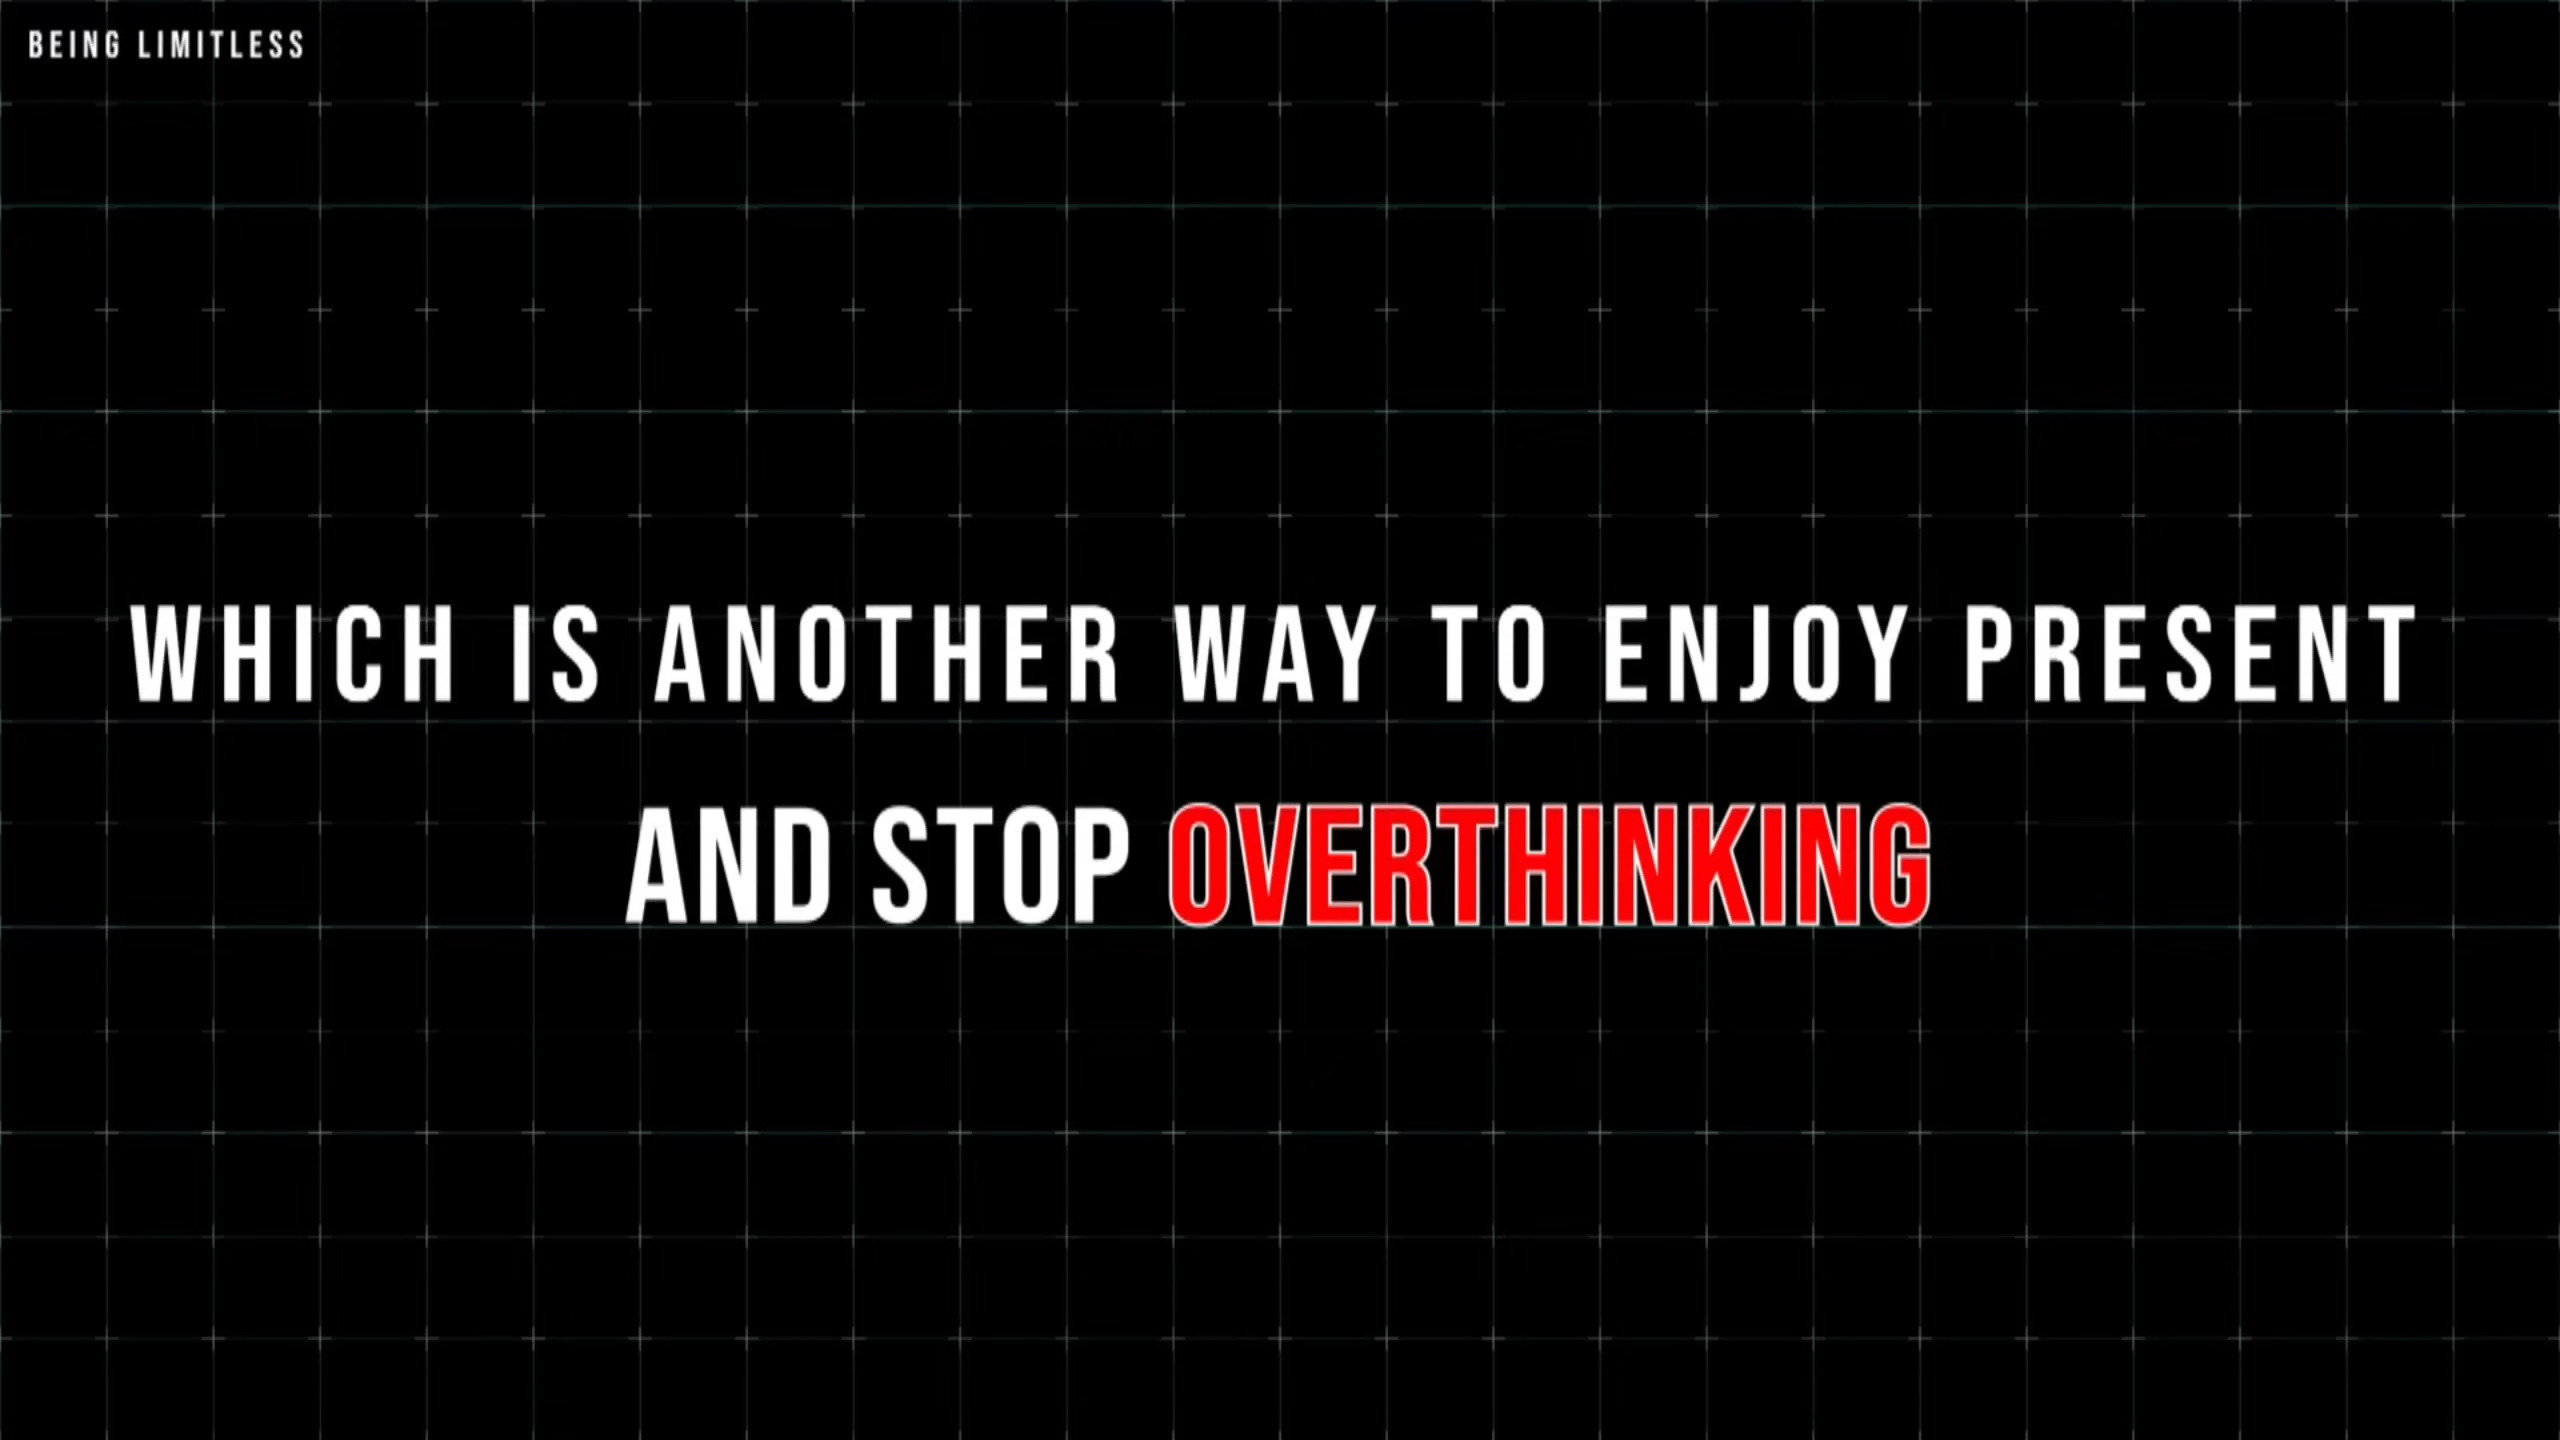 BEING LIMITLESS
WHICH IS ANOTHER WAY TO ENJOY PRESENT
AND STOP OVERTHINKING